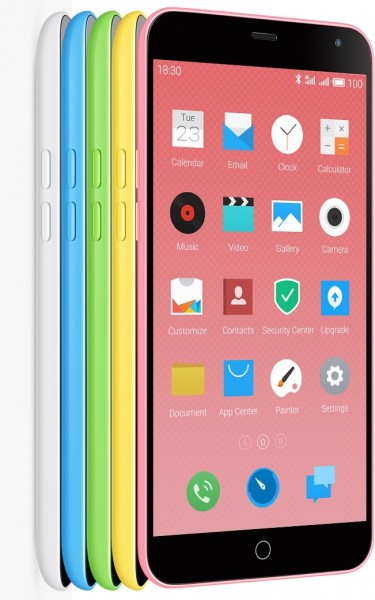 18:30 100
Tue
23
Calendar Email Clock Calculator
Music Video Gallery Camera
Customize Contacts Security Center Upgrade
Document App Center Painter Settings